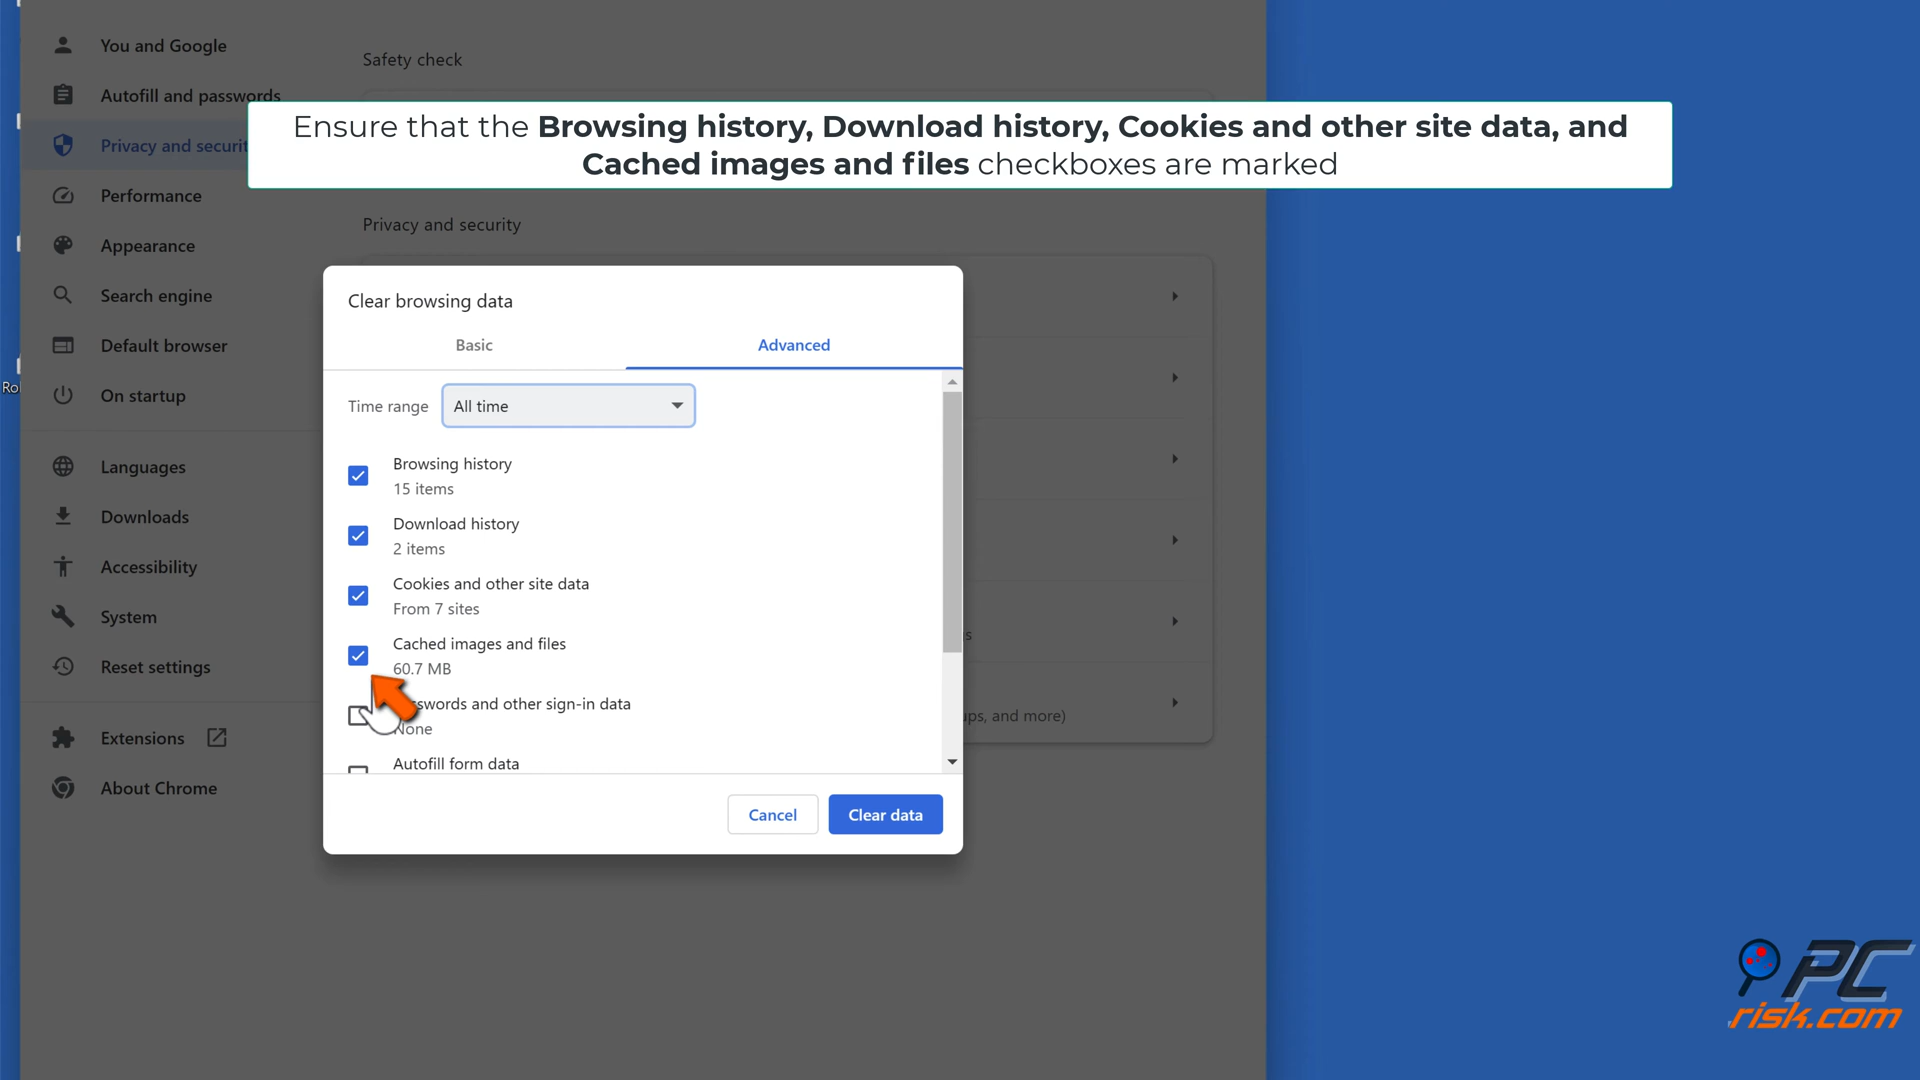 You and Google
Safety check
Autofill and passwords
Ensure that the Browsing history, Download history, Cookies and other site data, and
Cached images and files checkboxes are marked
Privacy and
Performance
Privacy and security
Appearance
Search engine
Default browser
On startup
Languages
Downloads
Accessibility
System
Reset settings
Extensions
About Chrome
Clear browsing data
Basic
Advanced
Time range
All time
Browsing history
15 items
Download history
2 items
Cookies and other site data
From 7 sites
Cached images and files
60.7 MB
and other sign-in data
None
Autofill form data
and more)
Cancel
Clear data
PC
risk.com